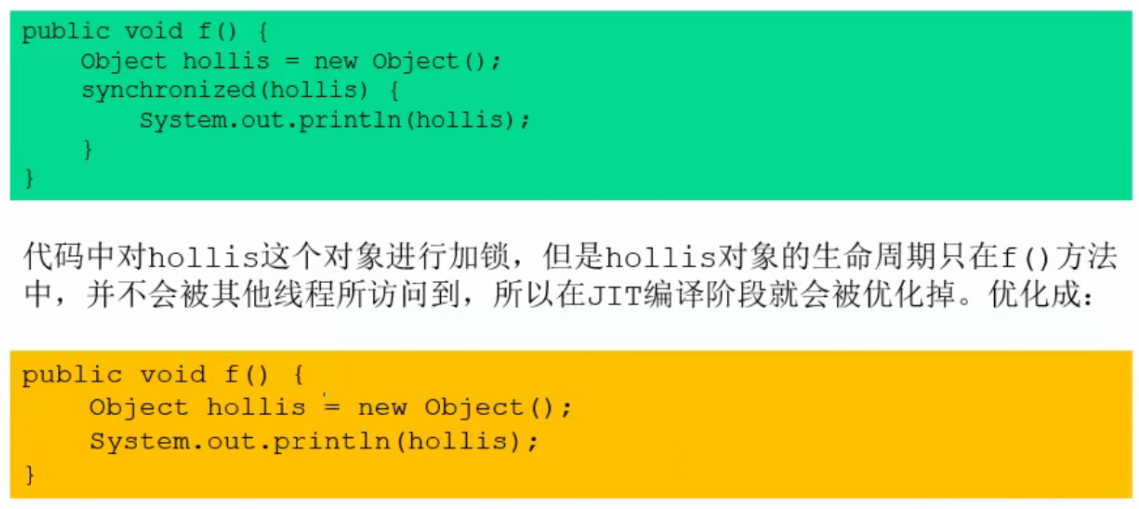 public void f() {
    Object hollis = new Object();
    synchronized(hollis) {
        System.out.println(hollis);
    }
}
代码中对hollis这个对象进行加锁，但是hollis对象的生命周期只在f()方法
中，并不会被其他线程所访问到，所以在JIT编译阶段就会被优化掉。优化成：
public void f() {
    Object hollis = new Object();
    System.out.println(hollis);
}